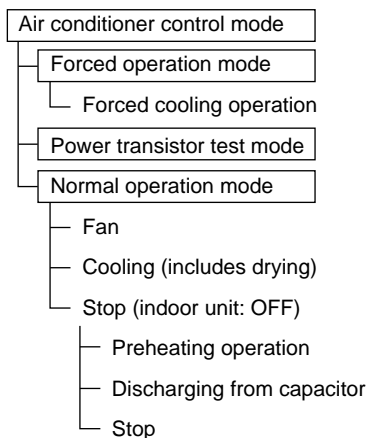 Air conditioner control mode
Forced operation mode
Forced cooling operation
Power transistor test mode
Normal operation mode
Fan
Cooling (includes drying)
Stop (indoor unit: OFF)
Preheating operation
Discharging from capacitor
Stop